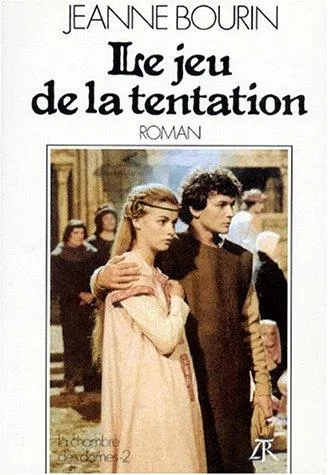 JEANNE BOURIN
Le jeu
de la tentation
ROMAN
la chambre
des dames-2